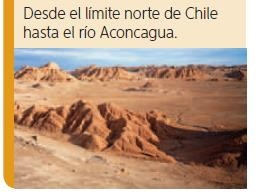 Desde el límite norte de Chile
hasta el río Aconcagua.